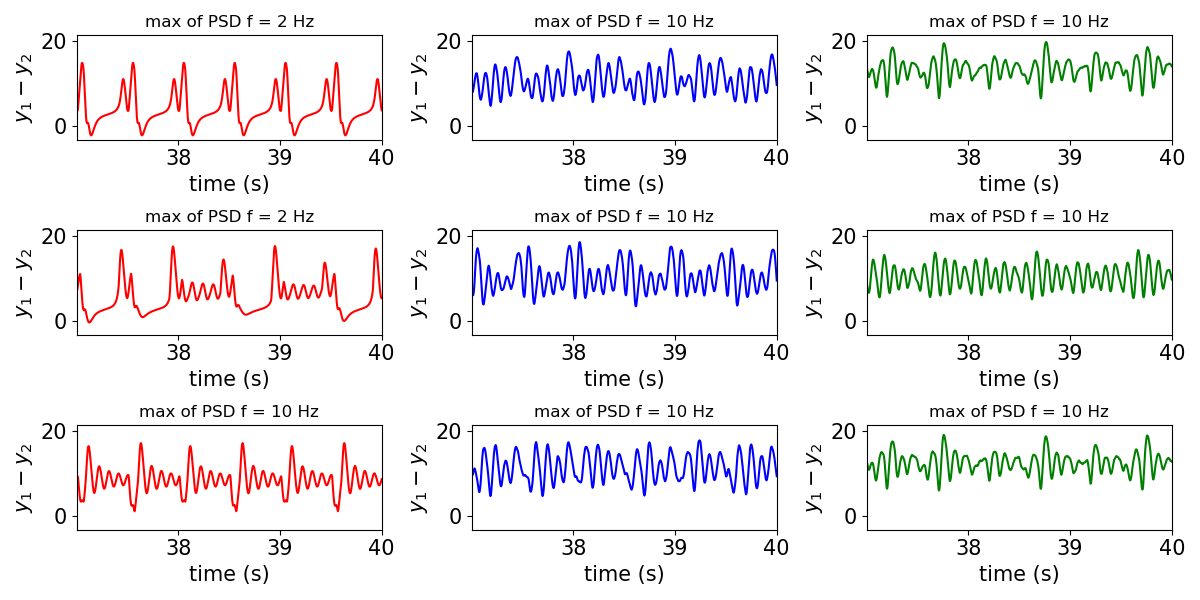 max of PSD f = 2 Hz
max of PSD f = 10 Hz
max of PSD f = 10 Hz
20
0
y₁ − y₂
38
39
40
time (s)
20
0
y₁ − y₂
38
39
40
time (s)
20
0
y₁ − y₂
38
39
40
time (s)
max of PSD f = 2 Hz
max of PSD f = 10 Hz
max of PSD f = 10 Hz
20
0
y₁ − y₂
38
39
40
time (s)
20
0
y₁ − y₂
38
39
40
time (s)
20
0
y₁ − y₂
38
39
40
time (s)
max of PSD f = 10 Hz
max of PSD f = 10 Hz
max of PSD f = 10 Hz
20
0
y₁ − y₂
38
39
40
time (s)
20
0
y₁ − y₂
38
39
40
time (s)
20
0
y₁ − y₂
38
39
40
time (s)